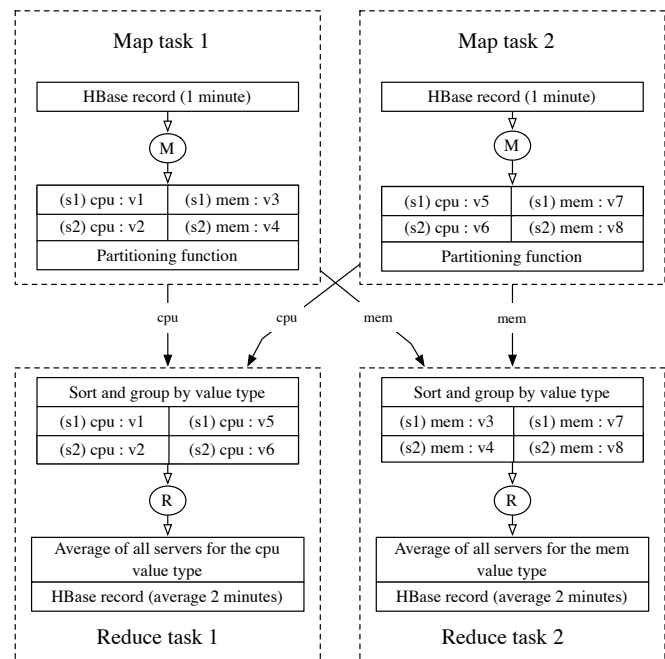 Map task 1
HBase record (1 minute)
M
(s1) cpu : v1
(s1) mem : v3
(s2) cpu : v2
(s2) mem : v4
Partitioning function
Map task 2
HBase record (1 minute)
M
(s1) cpu : v5
(s1) mem : v7
(s2) cpu : v6
(s2) mem : v8
Partitioning function
cpu
cpu
mem
mem
Sort and group by value type
(s1) cpu : v1
(s1) cpu : v5
(s2) cpu : v2
(s2) cpu : v6
R
Average of all servers for the cpu
value type
HBase record (average 2 minutes)
Reduce task 1
Sort and group by value type
(s1) mem : v3
(s1) mem : v7
(s2) mem : v4
(s2) mem : v8
R
Average of all servers for the mem
value type
HBase record (average 2 minutes)
Reduce task 2